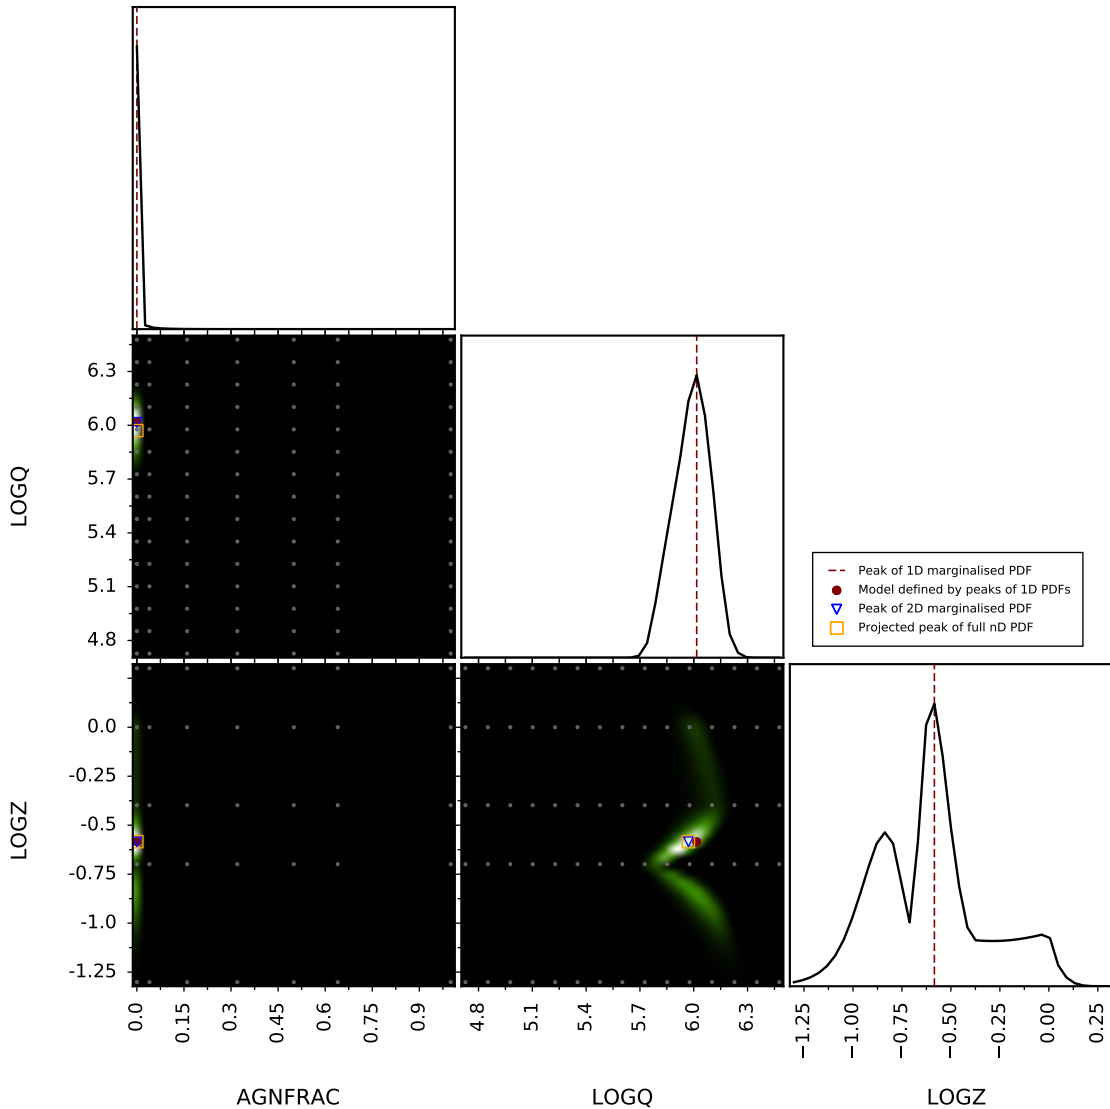 6.3
6.0
5.7
5.4
5.1
4.8
LOGQ
Peak of 1D marginalised PDF
Model defined by peaks of 1D PDFs
Peak of 2D marginalised PDF
Projected peak of full nD PDF
0.0
-0.25
-0.5
-0.75
-1.0
-1.25
LOGZ
0.0 0.15 0.3 0.45 0.6 0.75 0.9
4.8 5.1 5.4 5.7 6.0 6.3
−1.25 −1.00 −0.75 −0.50 −0.25 0.00 0.25
AGNFRAC LOGQ LOGZ